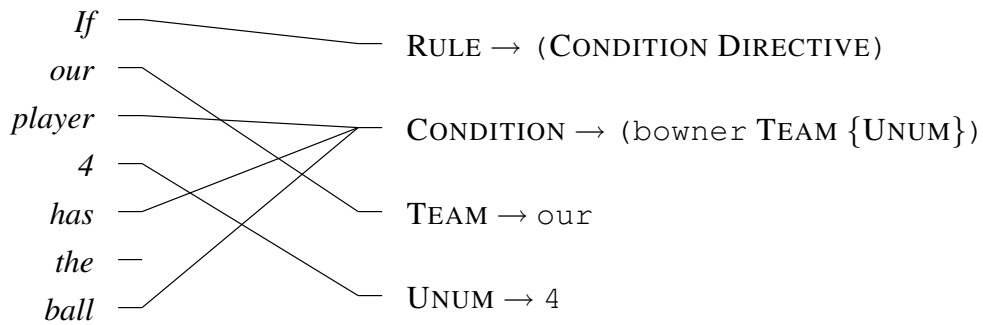 If
our
player
4
has
the
ball
RULE → (CONDITION DIRECTIVE)
CONDITION → (bowner TEAM {UNUM})
TEAM → our
UNUM → 4